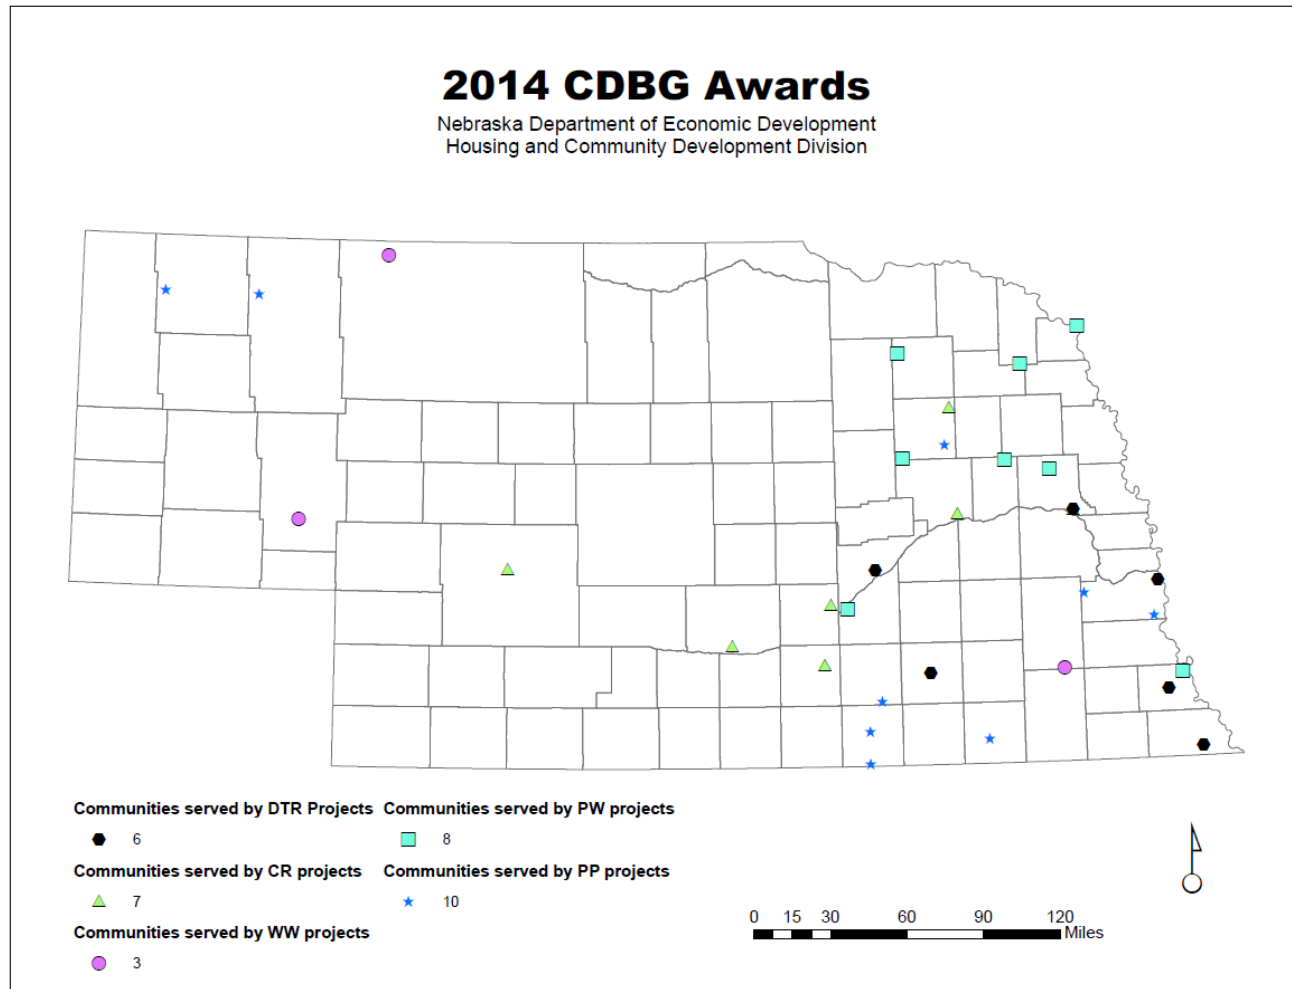 2014 CDBG Awards
Nebraska Department of Economic Development
Housing and Community Development Division
Communities served by DTR Projects
6
Communities served by PW projects
8
Communities served by CR projects
7
Communities served by PP projects
10
Communities served by WW projects
3
0 15 30 60 90 120
Miles